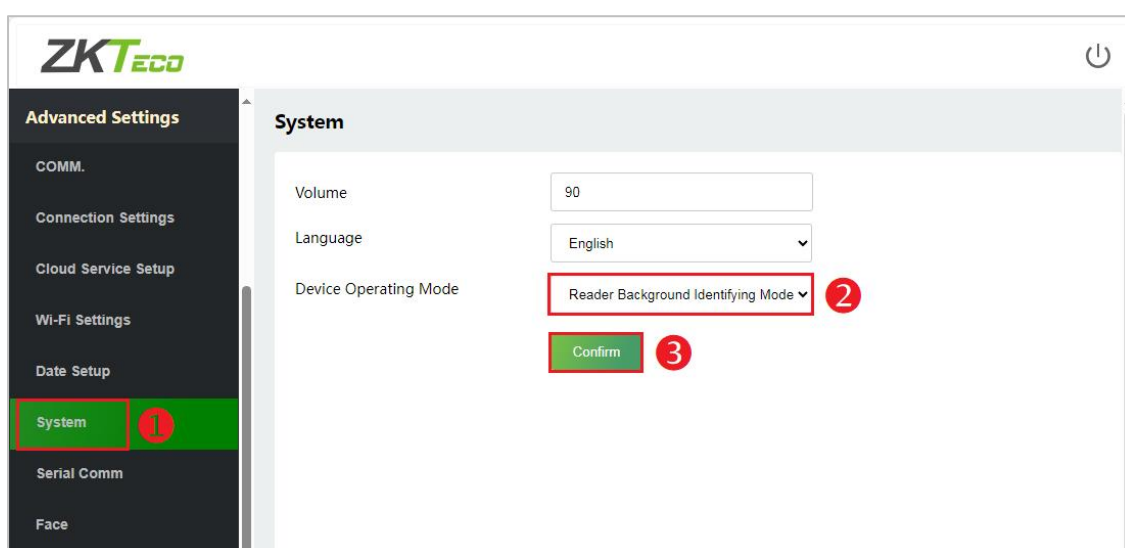 ZKTECO
Advanced Settings
COMM.
Connection Settings
Cloud Service Setup
Wi-Fi Settings
Date Setup
System
1
Serial Comm
Face
System
Volume
90
Language
English
Device Operating Mode
Reader Background Identifying Mode
2
Confirm
3